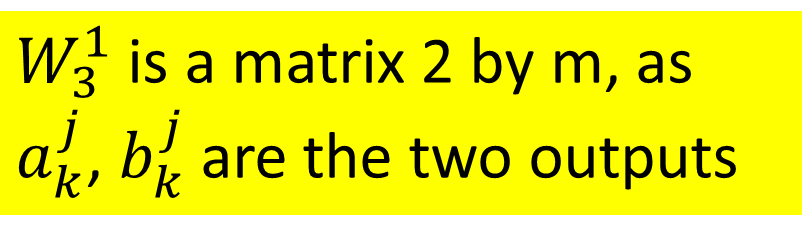 $W_3^1$ is a matrix 2 by m, as
$a_k^j$, $b_k^j$ are the two outputs